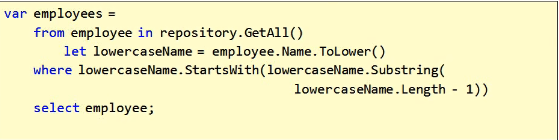 var employees =
from employee in repository.GetAll()
let lowercaseName = employee.Name.ToLower()
where lowercaseName.StartsWith(lowercaseName.Substring(
lowercaseName.Length - 1))
select employee;